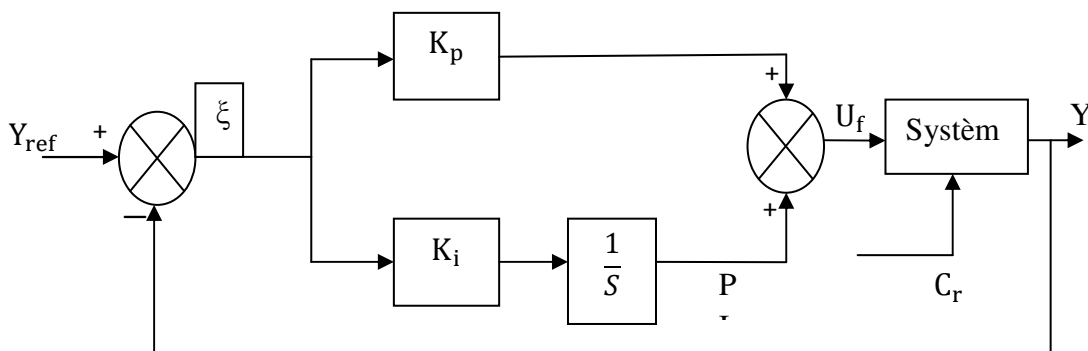 K_p
ξ
+
Y_ref
+
U_f
Systèm
Y
−
+
K_i
1/S
P
C_r